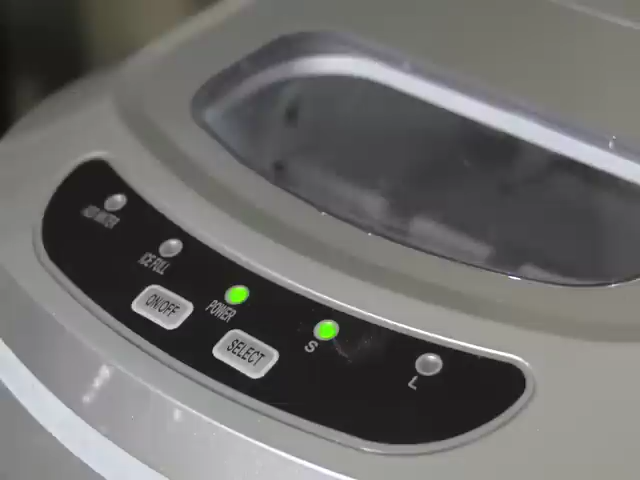 ADD WATER
ICE FULL
ON/OFF
POWER
SELECT
S
L